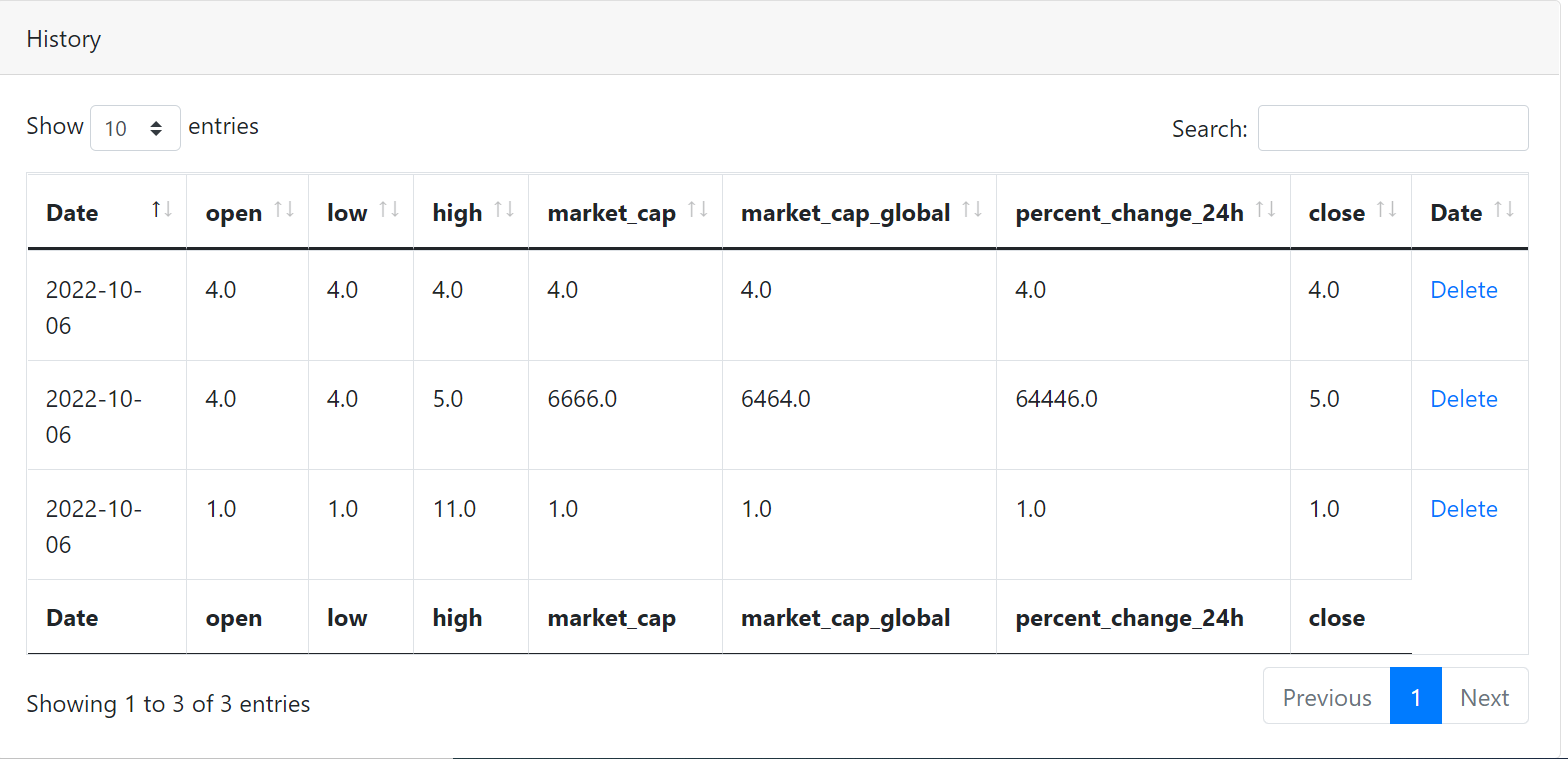 History
Show 10 entries Search:
Date open low high market_cap market_cap_global percent_change_24h close Date
2022-10- 4.0 4.0 4.0 4.0 4.0 4.0 4.0 Delete
06
2022-10- 4.0 4.0 5.0 6666.0 6464.0 64446.0 5.0 Delete
06
2022-10- 1.0 1.0 11.0 1.0 1.0 1.0 1.0 Delete
06
Date open low high market_cap market_cap_global percent_change_24h close
Showing 1 to 3 of 3 entries Previous 1 Next